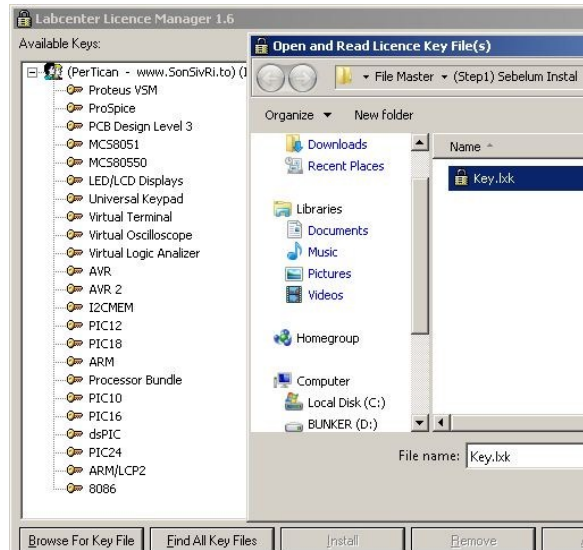 Labcenter Licence Manager 1.6
Available Keys:
(PerTican - www.SonSivRi.to)
Proteus VSM
ProSpice
PCB Design Level 3
MCS8051
MCS80550
LED/LCD Displays
Universal Keypad
Virtual Terminal
Virtual Oscilloscope
Virtual Logic Analizer
AVR
AVR 2
I2CMEM
PIC12
PIC18
ARM
Processor Bundle
PIC10
PIC16
dsPIC
PIC24
ARM/LCP2
8086
Browse For Key File
Find All Key Files
Install
Remove
Open and Read Licence Key File(s)
File Master
(Step1) Sebelum Instal
Organize
New folder
Downloads
Recent Places
Libraries
Documents
Music
Pictures
Videos
Homegroup
Computer
Local Disk (C:)
BUNKER (D:)
Name
Key.lxk
File name: Key.lxk